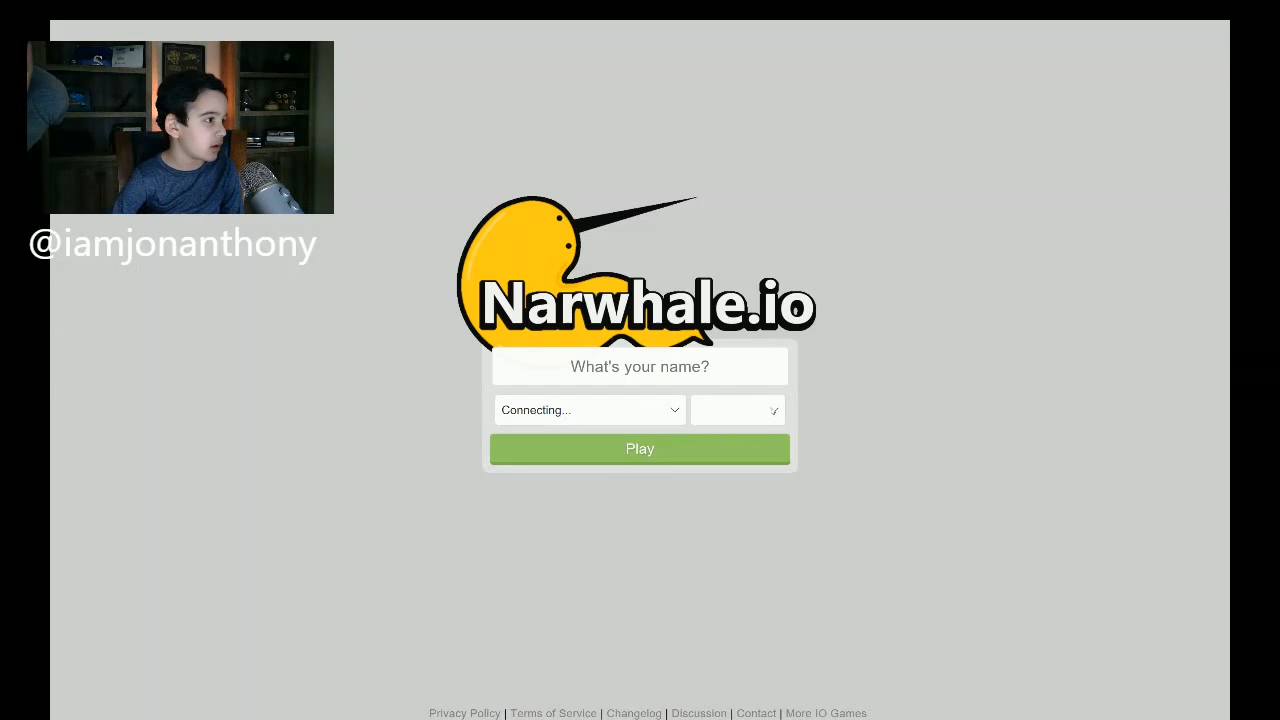 @iamjonanthony
Narwhale.io
What's your name?
Connecting...
Play
Privacy Policy | Terms of Service | Changelog | Discussion | Contact | More IO Games